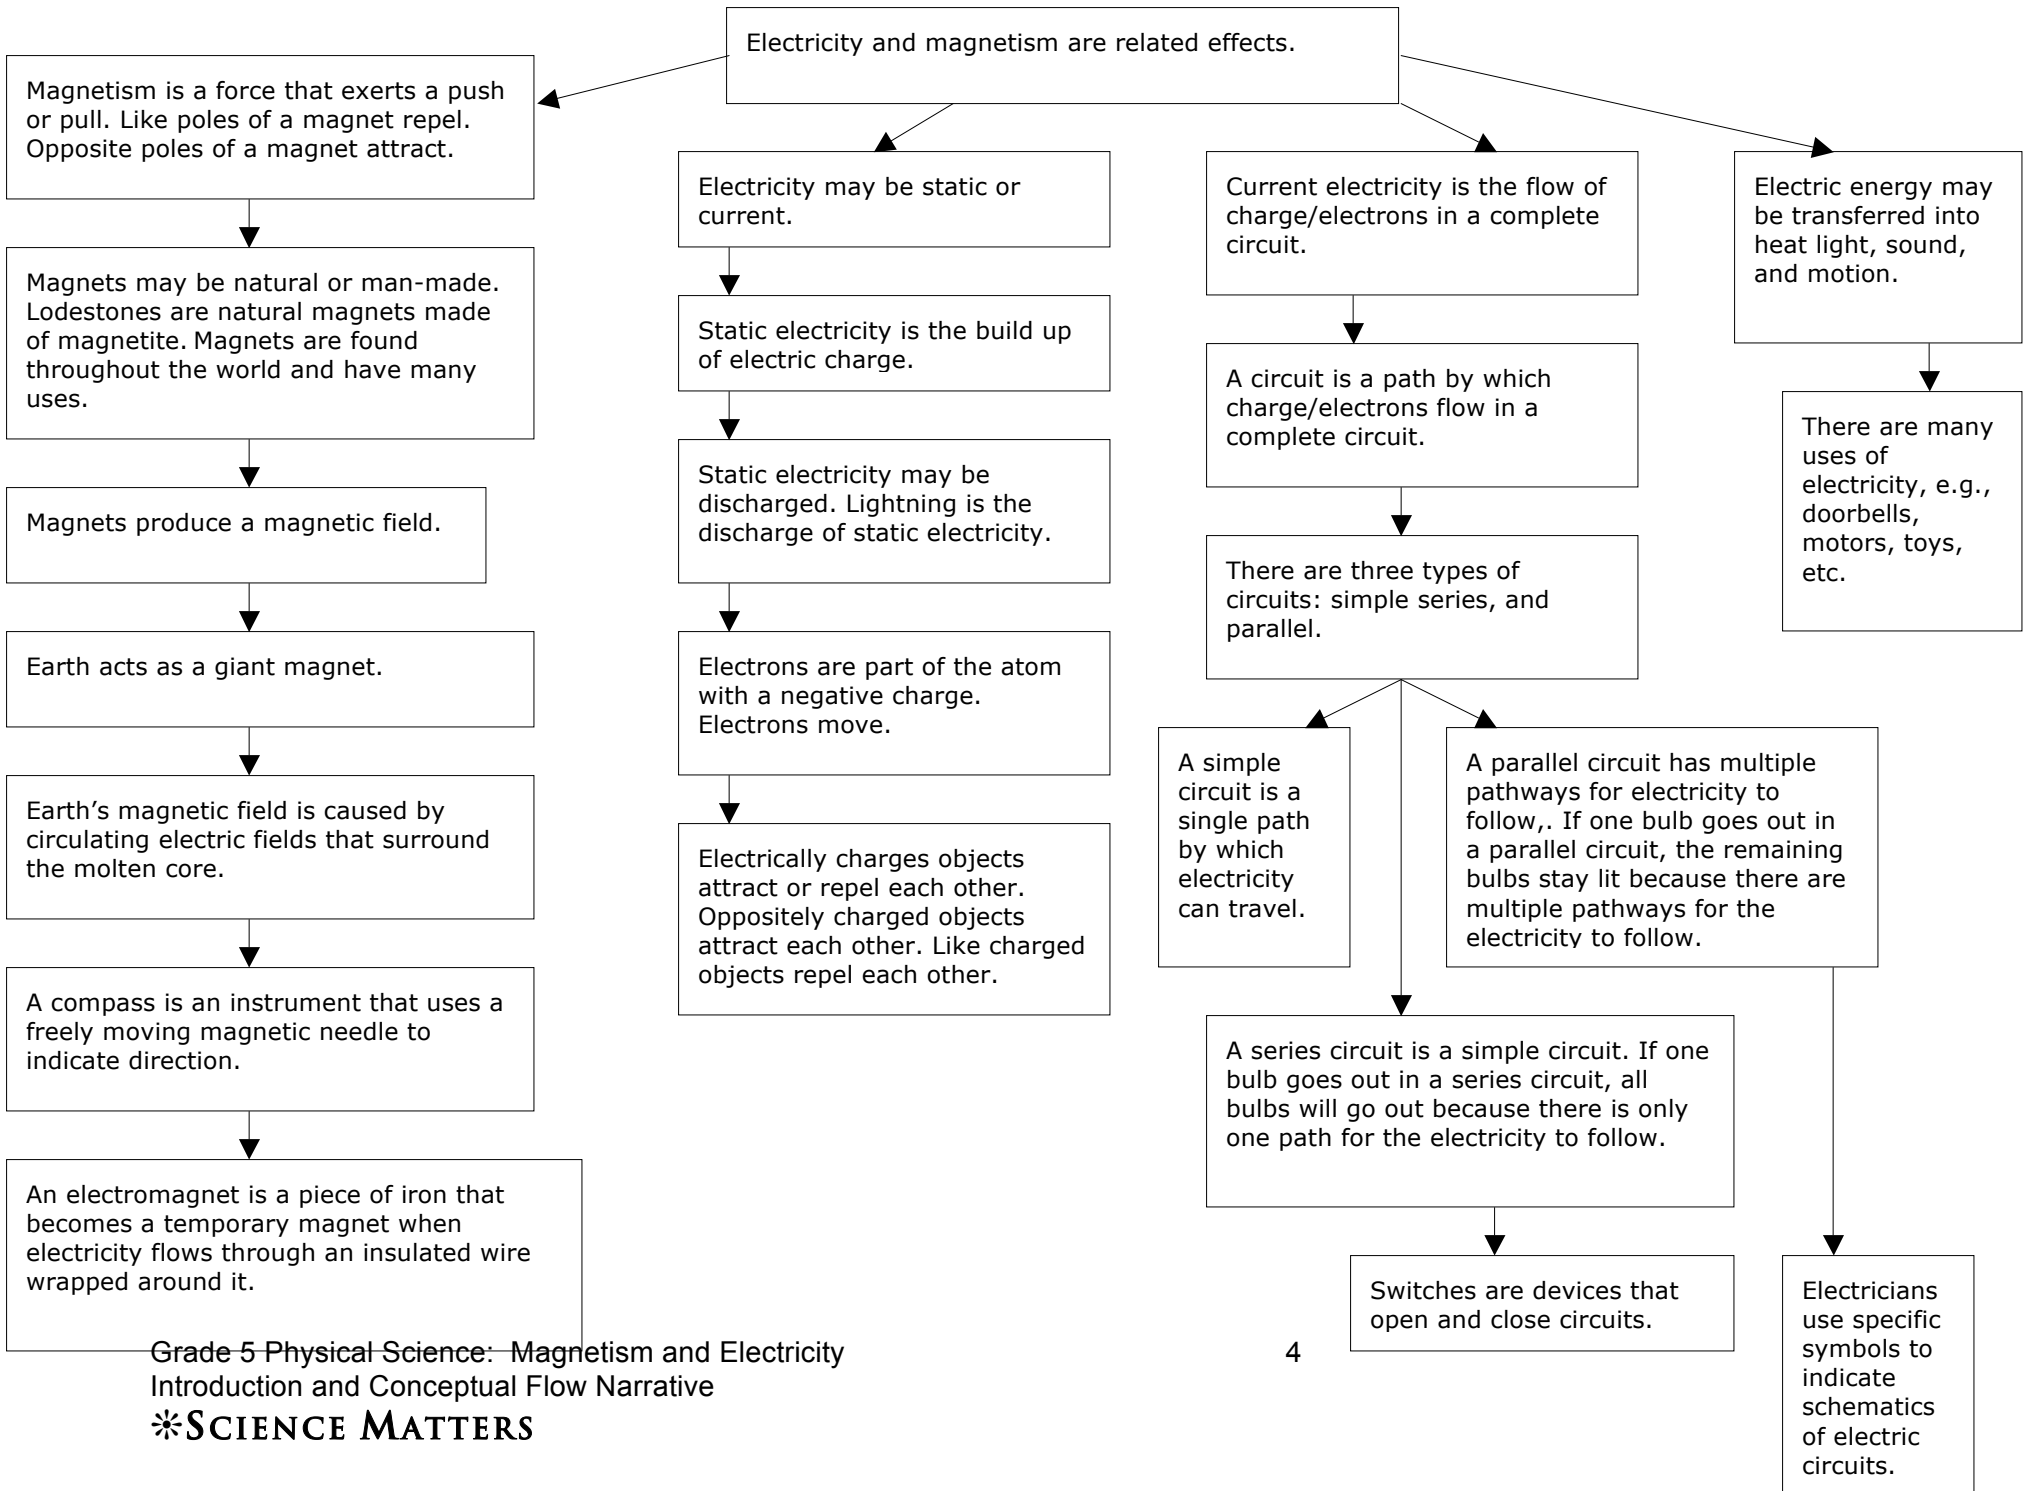 Electricity and magnetism are related effects.
Magnetism is a force that exerts a push
or pull. Like poles of a magnet repel.
Opposite poles of a magnet attract.
Magnets may be natural or man-made.
Lodestones are natural magnets made
of magnetite. Magnets are found
throughout the world and have many
uses.
Magnets produce a magnetic field.
Earth acts as a giant magnet.
Earth’s magnetic field is caused by
circulating electric fields that surround
the molten core.
A compass is an instrument that uses a
freely moving magnetic needle to
indicate direction.
An electromagnet is a piece of iron that
becomes a temporary magnet when
electricity flows through an insulated wire
wrapped around it.
Electricity may be static or
current.
Static electricity is the build up
of electric charge.
Static electricity may be
discharged. Lightning is the
discharge of static electricity.
Electrons are part of the atom
with a negative charge.
Electrons move.
Electrically charges objects
attract or repel each other.
Oppositely charged objects
attract each other. Like charged
objects repel each other.
Current electricity is the flow of
charge/electrons in a complete
circuit.
A circuit is a path by which
charge/electrons flow in a
complete circuit.
There are three types of
circuits: simple series, and
parallel.
A simple
circuit is a
single path
by which
electricity
can travel.
A parallel circuit has multiple
pathways for electricity to
follow,. If one bulb goes out in
a parallel circuit, the remaining
bulbs stay lit because there are
multiple pathways for the
electricity to follow.
A series circuit is a simple circuit. If one
bulb goes out in a series circuit, all
bulbs will go out because there is only
one path for the electricity to follow.
Switches are devices that
open and close circuits.
Electricians
use specific
symbols to
indicate
schematics
of electric
circuits.
Electric energy may
be transferred into
heat light, sound,
and motion.
There are many
uses of
electricity, e.g.,
doorbells,
motors, toys,
etc.
Grade 5 Physical Science: Magnetism and Electricity
4
Introduction and Conceptual Flow Narrative
SCIENCE MATTERS